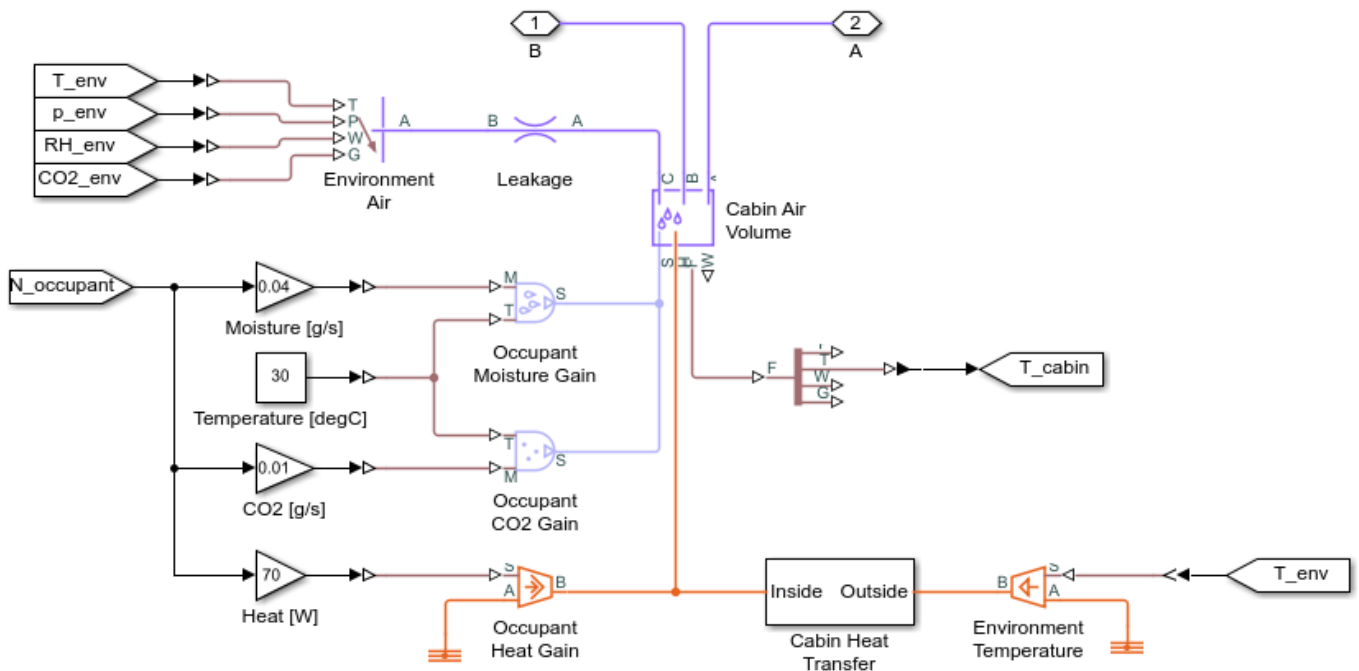 1
2
B
A
T_env
p_env
RH_env
CO2_env
T
P
W
G
A
B
A
Environment
Air
Leakage
C
B
Cabin Air
Volume
S
H
W
N_occupant
0.04
Moisture [g/s]
M
T
S
Occupant
Moisture Gain
30
Temperature [degC]
F
T
W
G
T_cabin
0.01
CO2 [g/s]
T
M
S
Occupant
CO2 Gain
70
Heat [W]
S
A
B
Occupant
Heat Gain
Inside Outside
Cabin Heat
Transfer
B
S
A
Environment
Temperature
T_env